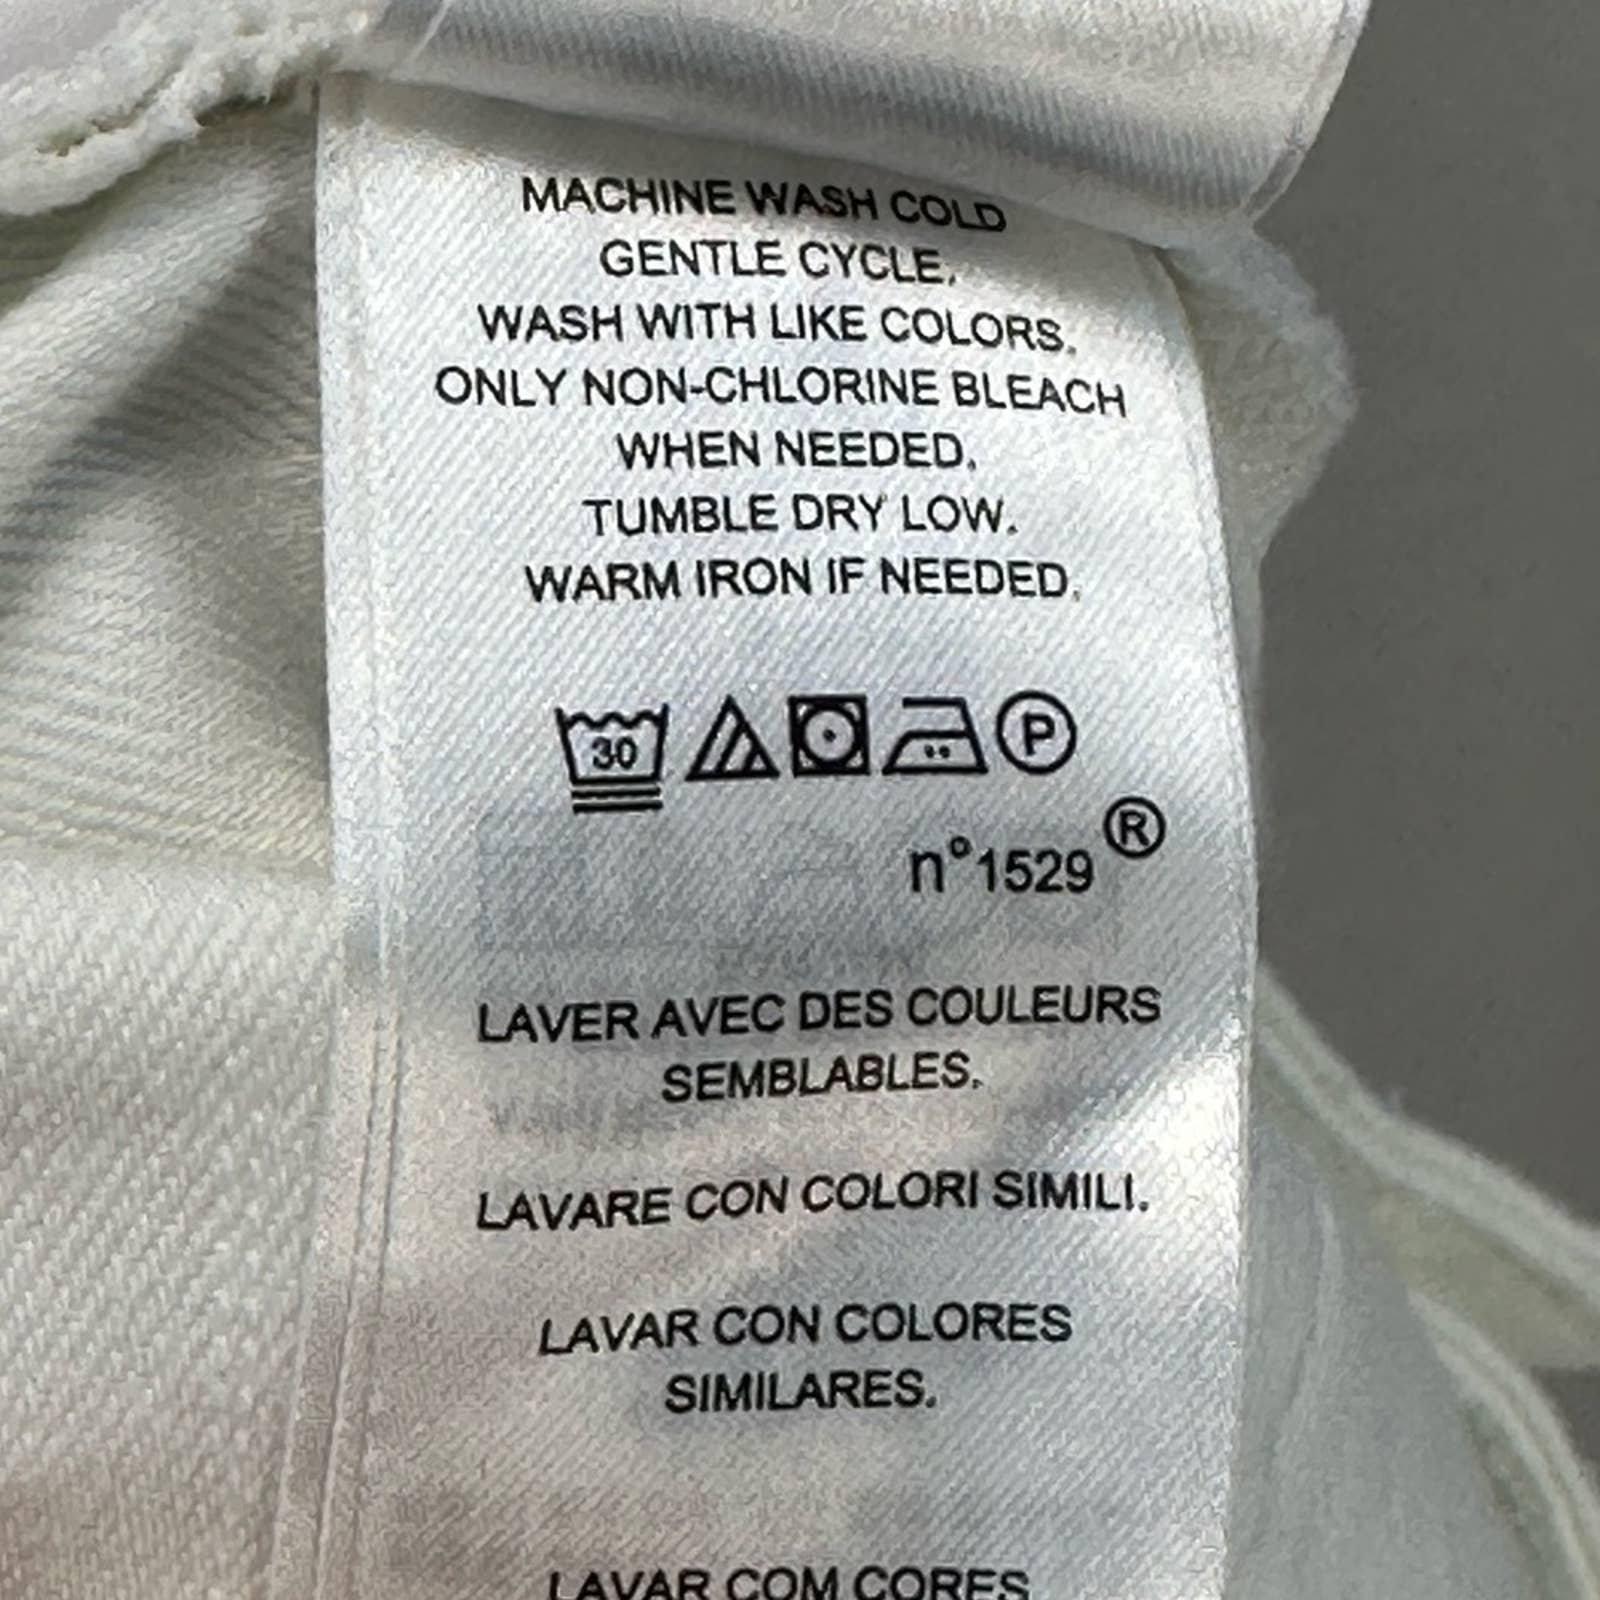 MACHINE WASH COLD
GENTLE CYCLE.
WASH WITH LIKE COLORS.
ONLY NON-CHLORINE BLEACH
WHEN NEEDED.
TUMBLE DRY LOW.
WARM IRON IF NEEDED.
30 P
n°1529®
LAVER AVEC DES COULEURS
SEMBLABLES.
LAVARE CON COLORI SIMILI.
LAVAR CON COLORES
SIMILARES.
LAVAR COM CORES